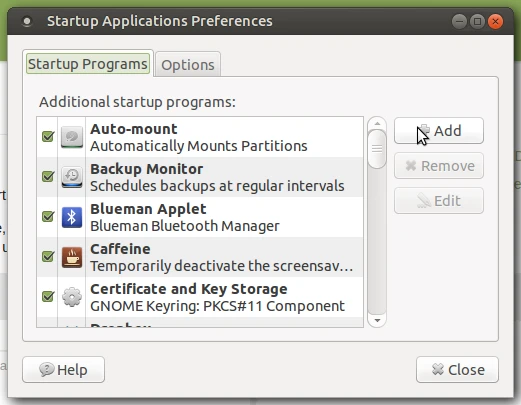 Startup Applications Preferences
Startup Programs
Options
Additional startup programs:
Auto-mount
Automatically Mounts Partitions
Backup Monitor
Schedules backups at regular intervals
Blueman Applet
Blueman Bluetooth Manager
Caffeine
Temporarily deactivate the screensav…
Certificate and Key Storage
GNOME Keyring: PKCS#11 Component
Add
Remove
Edit
Help
Close